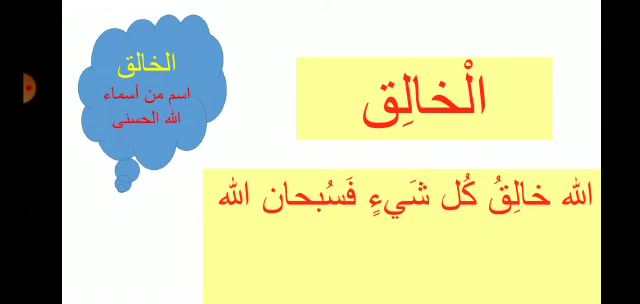 الْخالِق
الله خالِقُ كُل شَيءٍ فَسُبحان الله
الخالق
اسم من أسماء
الله الحسنى